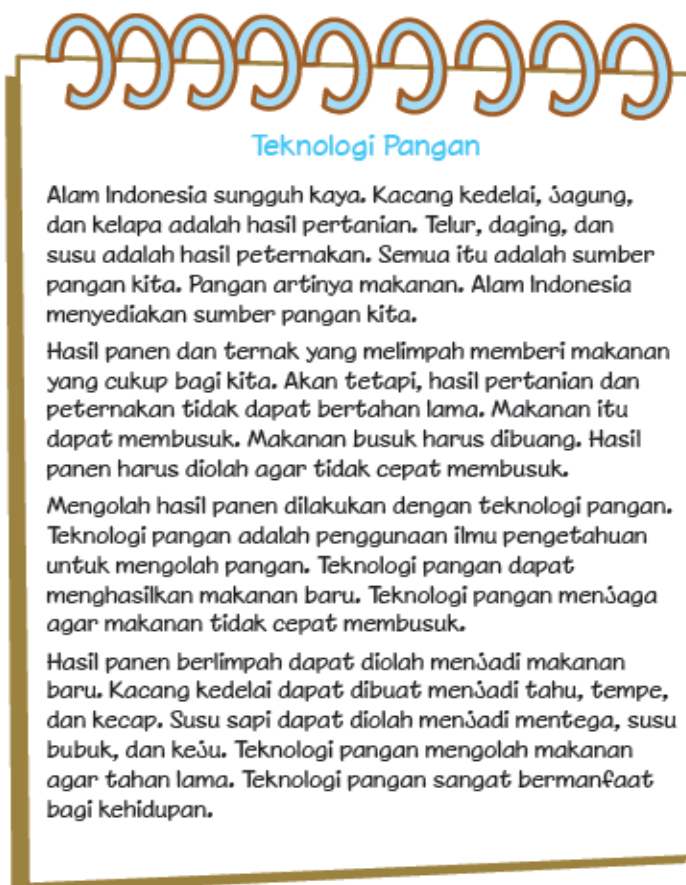 Teknologi Pangan
Alam Indonesia sungguh kaya. Kacang kedelai, jagung,
dan kelapa adalah hasil pertanian. Telur, daging, dan
susu adalah hasil peternakan. Semua itu adalah sumber
pangan kita. Pangan artinya makanan. Alam Indonesia
menyediakan sumber pangan kita.
Hasil panen dan ternak yang melimpah memberi makanan
yang cukup bagi kita. Akan tetapi, hasil pertanian dan
peternakan tidak dapat bertahan lama. Makanan itu
dapat membusuk. Makanan busuk harus dibuang. Hasil
panen harus diolah agar tidak cepat membusuk.
Mengolah hasil panen dilakukan dengan teknologi pangan.
Teknologi pangan adalah penggunaan ilmu pengetahuan
untuk mengolah pangan. Teknologi pangan dapat
menghasilkan makanan baru. Teknologi pangan menjaga
agar makanan tidak cepat membusuk.
Hasil panen berlimpah dapat diolah menjadi makanan
baru. Kacang kedelai dapat dibuat menjadi tahu, tempe,
dan kecap. Susu sapi dapat diolah menjadi mentega, susu
bubuk, dan keju. Teknologi pangan mengolah makanan
agar tahan lama. Teknologi pangan sangat bermanfaat
bagi kehidupan.